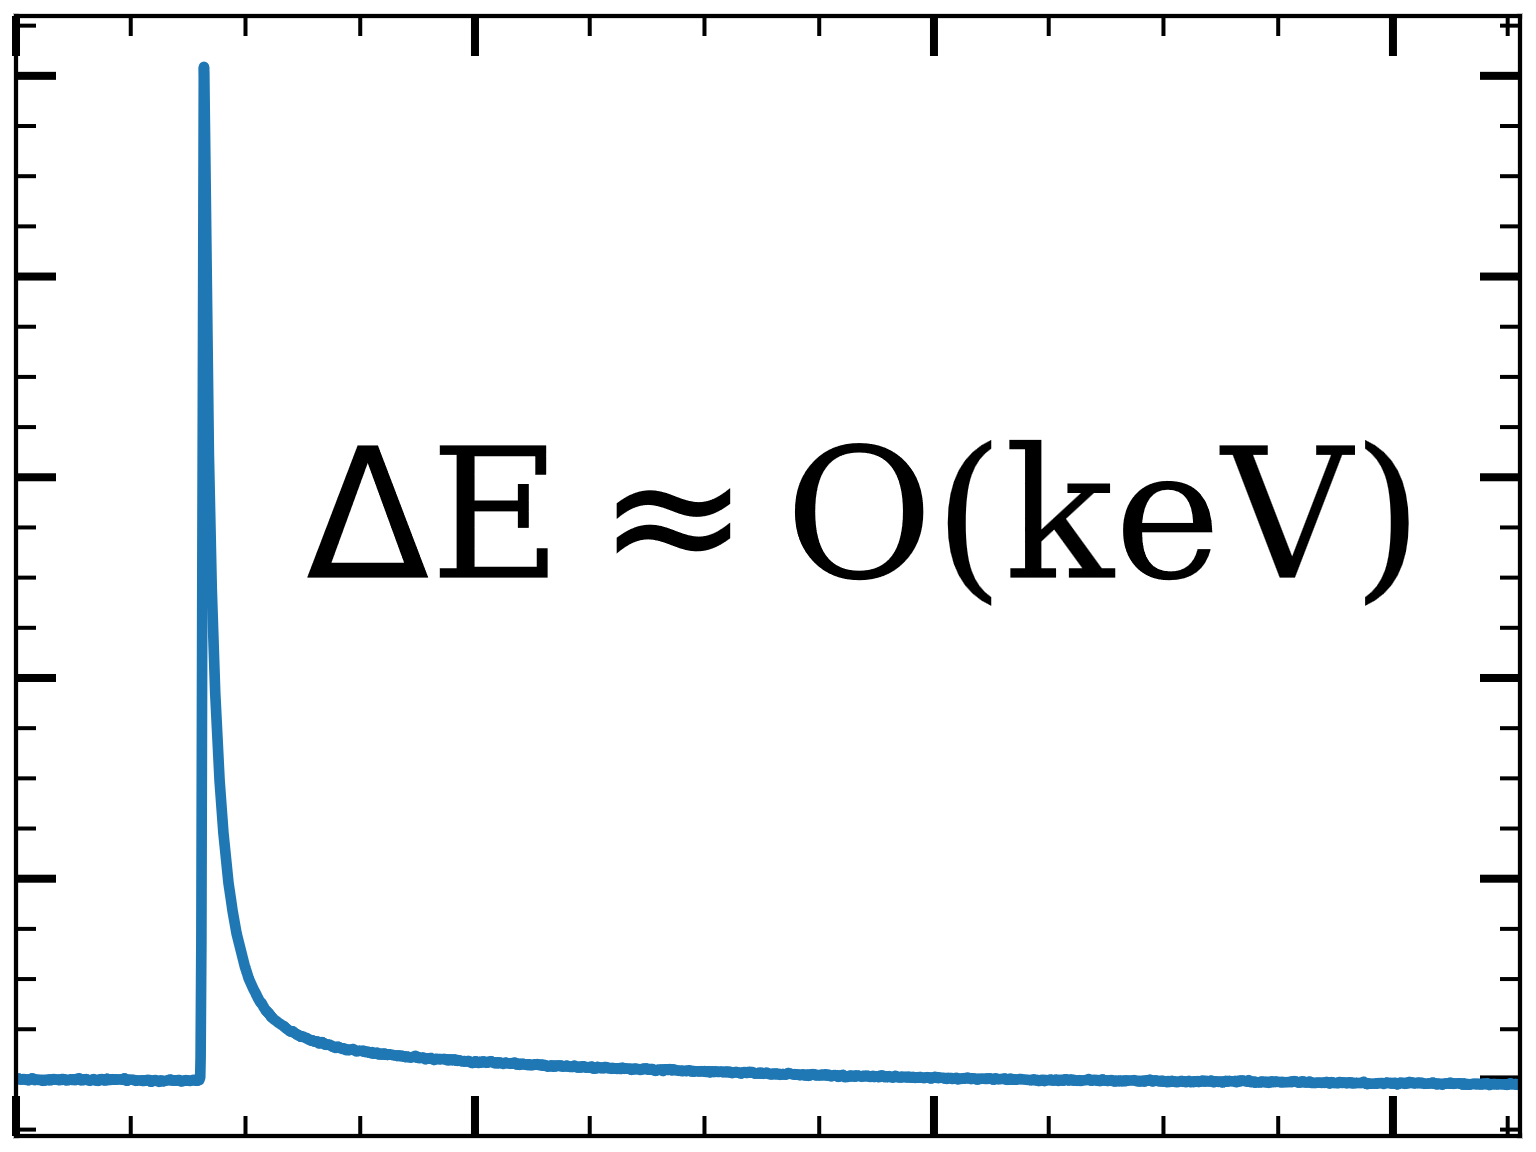 ΔE ≈ O(keV)